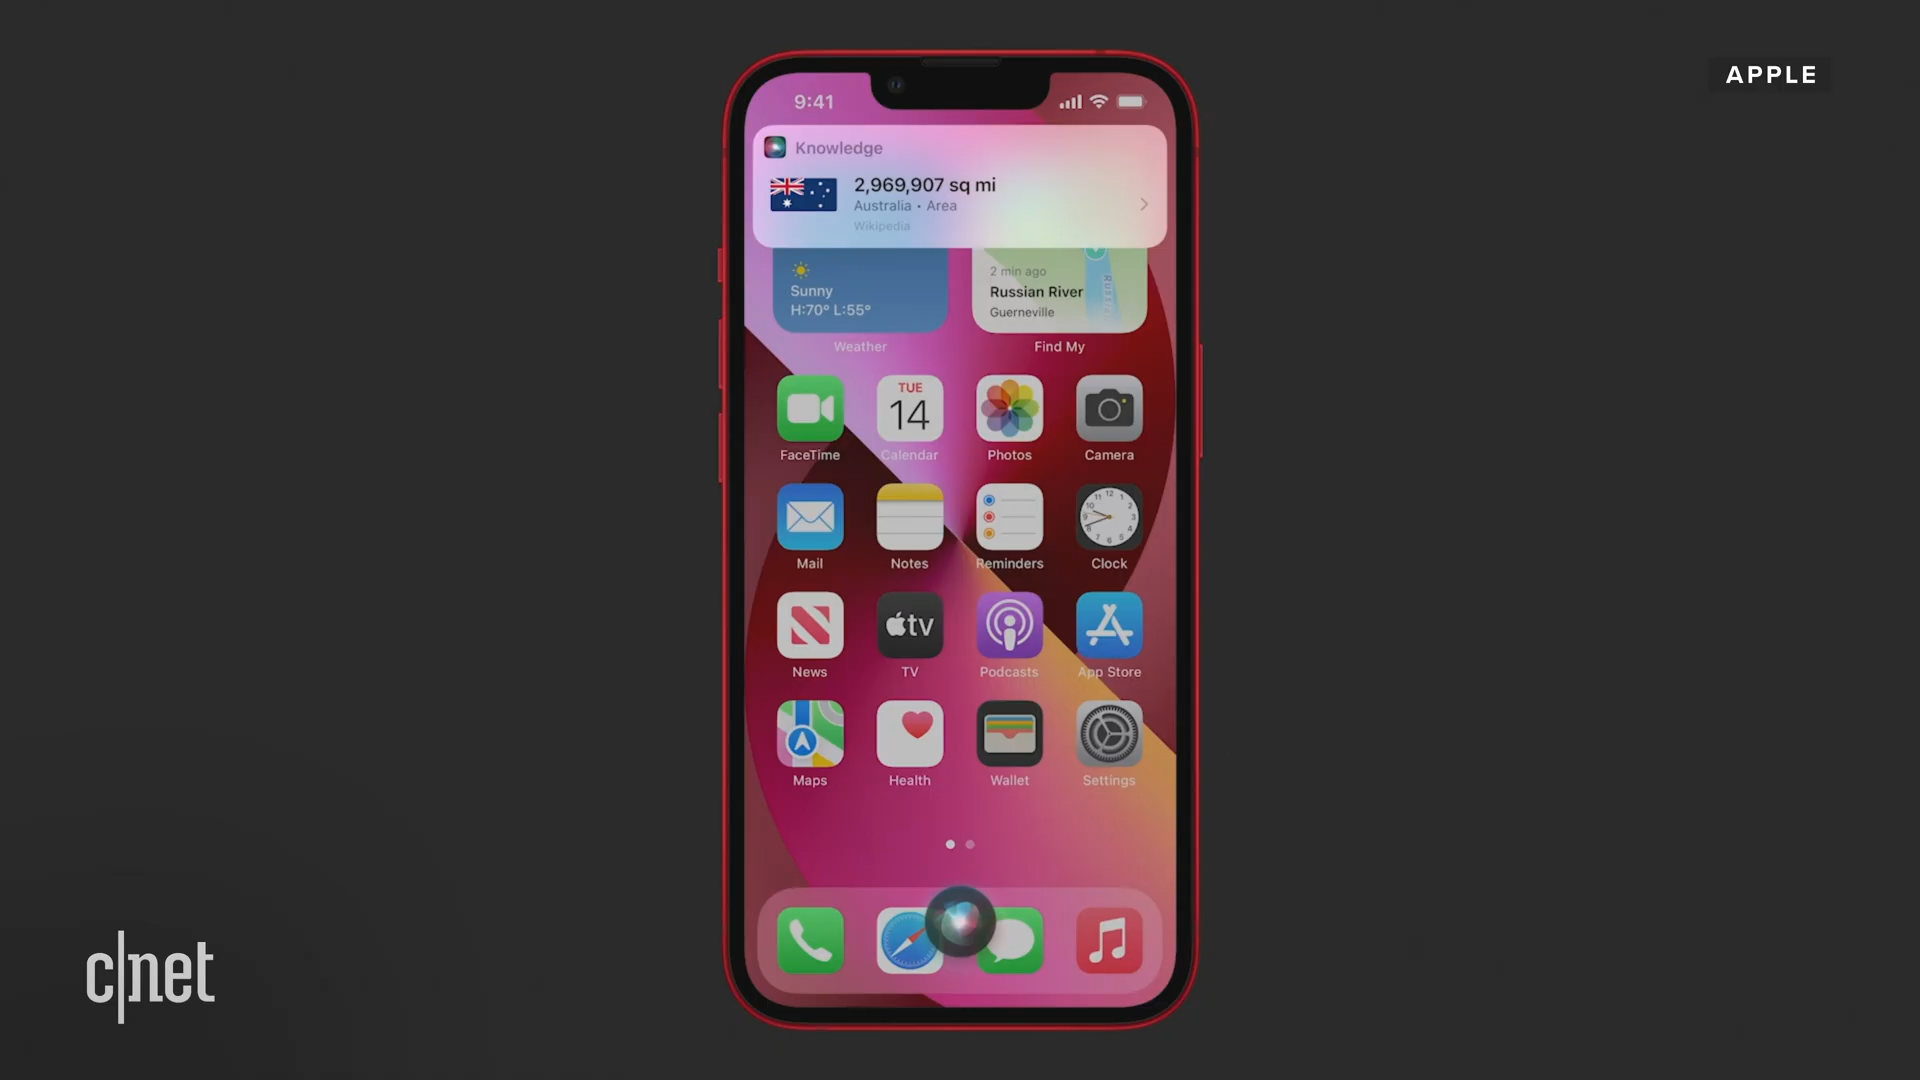 APPLE
9:41
Knowledge
2,969,907 sq mi
Australia • Area
Wikipedia
Sunny
H:70° L:55°
Weather
2 min ago
Russian River
Guerneville
Find My
TUE
14
FaceTime
Calendar
Photos
Camera
Mail
Notes
Reminders
Clock
tv
News
TV
Podcasts
App Store
Maps
Health
Wallet
Settings
c|net